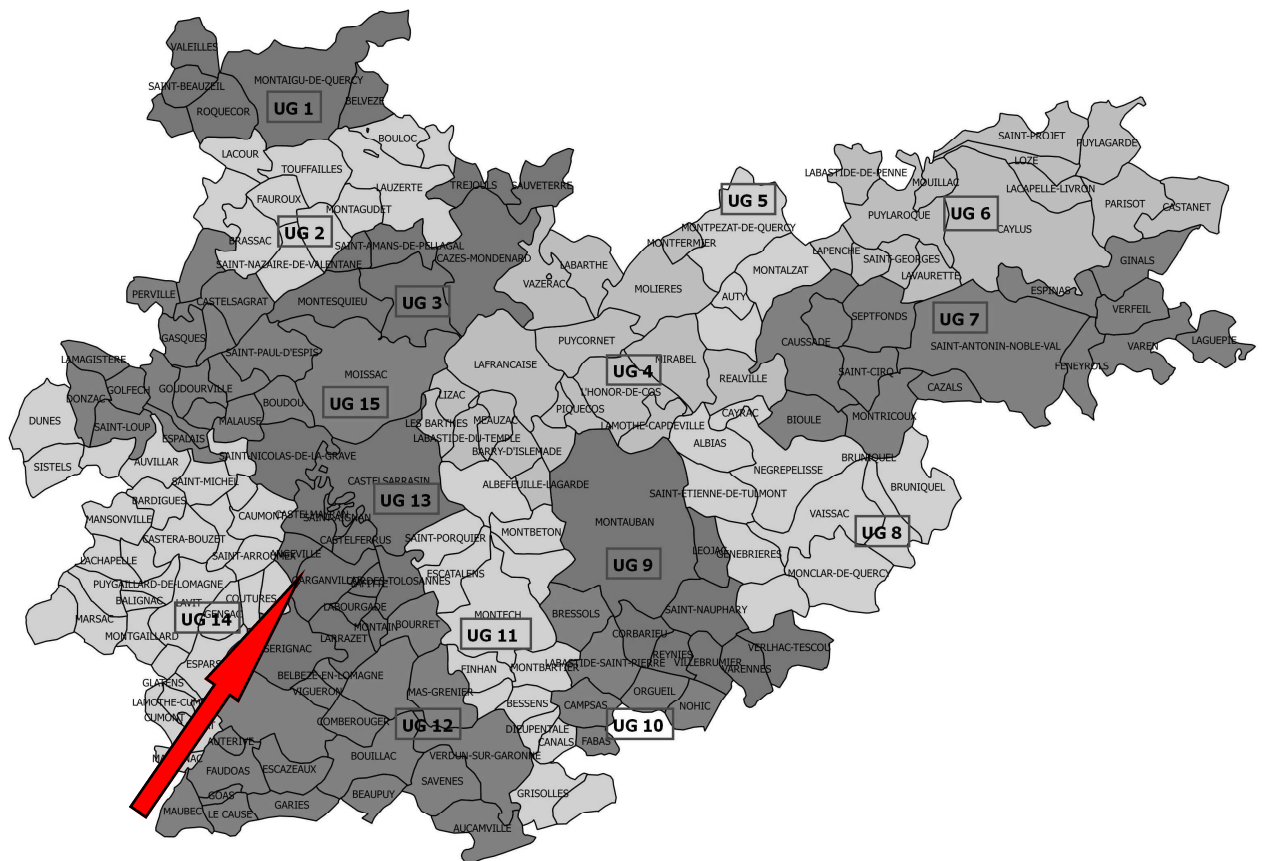 VALEILLES
SAINT-BEAUZEIL
MONTAIGU-DE-QUERCY
ROQUECOR
UG 1
BELVEZE
BOULOC
LACOUR
TOUFFAILLES
LAUZERTE
TREJOULS
SAUVETERRE
FAUROUX
MONTAGUDET
UG 2
BRASSAC
SAINT-AMANS-DE-PELLAGAL
CAZES-MONDENARD
SAINT-NAZAIRE-DE-VALENTANE
SAINT-PROJET
PUYLAGARDE
LOZE
LABASTIDE-DE-PENNE
MOUILLAC
LACAPELLE-LIVRON
UG 5
PUYLAROQUE
UG 6
PARISOT
CASTANET
MONTPEZAT-DE-QUERCY
CAYLUS
MONTFERMIER
LAPENCHE
SAINT-GEORGES
GINALS
LABARTHE
MONTALZAT
LAVAURETTE
VAZERAC
MOLIERES
AUTY
ESPINAS
PERVILLE
CASTELSAGRAT
MONTESQUIEU
UG 3
VERFEIL
SEPTFONDS
UG 7
GASQUES
SAINT-PAUL-D'ESPIS
PUYCORNET
CAUSSADE
SAINT-ANTONIN-NOBLE-VAL
VAREN
LAGUEPIE
LAMAGISTERE
MOISSAC
LAFRANCAISE
MIRABEL
UG 4
REALVILLE
SAINT-CIRQ
FENEYROLS
GOLFECH
GOUDOURVILLE
CAZALS
DONZAC
BOUDOU
UG 15
LIZAC
L'HONOR-DE-COS
PIQUECOS
CAYRAC
BIOULE
MONTRICOUX
DUNES
SAINT-LOUP
MALAUSE
LES BARTHES
MEAUZAC
LAMOTHE-CAPDEVILLE
ESPALAIS
LABASTIDE-DU-TEMPLE
ALBIAS
BARRY-D'ISLEMADE
SISTELS
AUVILLAR
SAINT-NICOLAS-DE-LA-GRAVE
BRUNIQUEL
NEGREPELISSE
SAINT-MICHEL
CASTELSARRASIN
ALBEFEUILLE-LAGARDE
BRUNIQUEL
SAINT-ETIENNE-DE-TULMONT
BARDIGUES
UG 13
MANSONVILLE
CAUMONT
CASTELMAYRAN
SAINT-AIGNAN
MONTAUBAN
VAISSAC
CASTERA-BOUZET
CASTELFERRUS
SAINT-PORQUIER
MONTBETON
UG 8
SAINT-ARROUMEX
ANGEVILLE
LEOJAC
GENEBRIERES
LACHAPELLE
ESCATALENS
UG 9
MONCLAR-DE-QUERCY
PUYGAILLARD-DE-LOMAGNE
LAFITTE
BALIGNAC
LAVIT
COUTURES
LABOURGADE
MONTECH
BRESSOLS
SAINT-NAUPHARY
MARSAC
UG 14
GENSAC
MONTAIN
BOURRET
MONTGAILLARD
LARRAZET
UG 11
CORBARIEU
SERIGNAC
REYNIES
VERLHAC-TESCOU
ESPARS
FINHAN
MONTBARTIER
LABASTIDE-SAINT-PIERRE
VILLEBRUMIER
VARENNES
BELBEZE-EN-LOMAGNE
GLATENS
VIGUERON
MAS-GRENIER
ORGUEIL
BESSENS
CAMPSAS
NOHIC
CUMONT
COMBEROUGER
UG 12
DIEUPENTALE
UG 10
AUTERIVE
CANALS
FABAS
BOUILLAC
VERDUN-SUR-GARONNE
FAUDOAS
ESCAZEAUX
SAVENES
GOAS
BEAUPUY
GRISOLLES
MAUBEC
LE CAUSE
GARIES
AUCAMVILLE